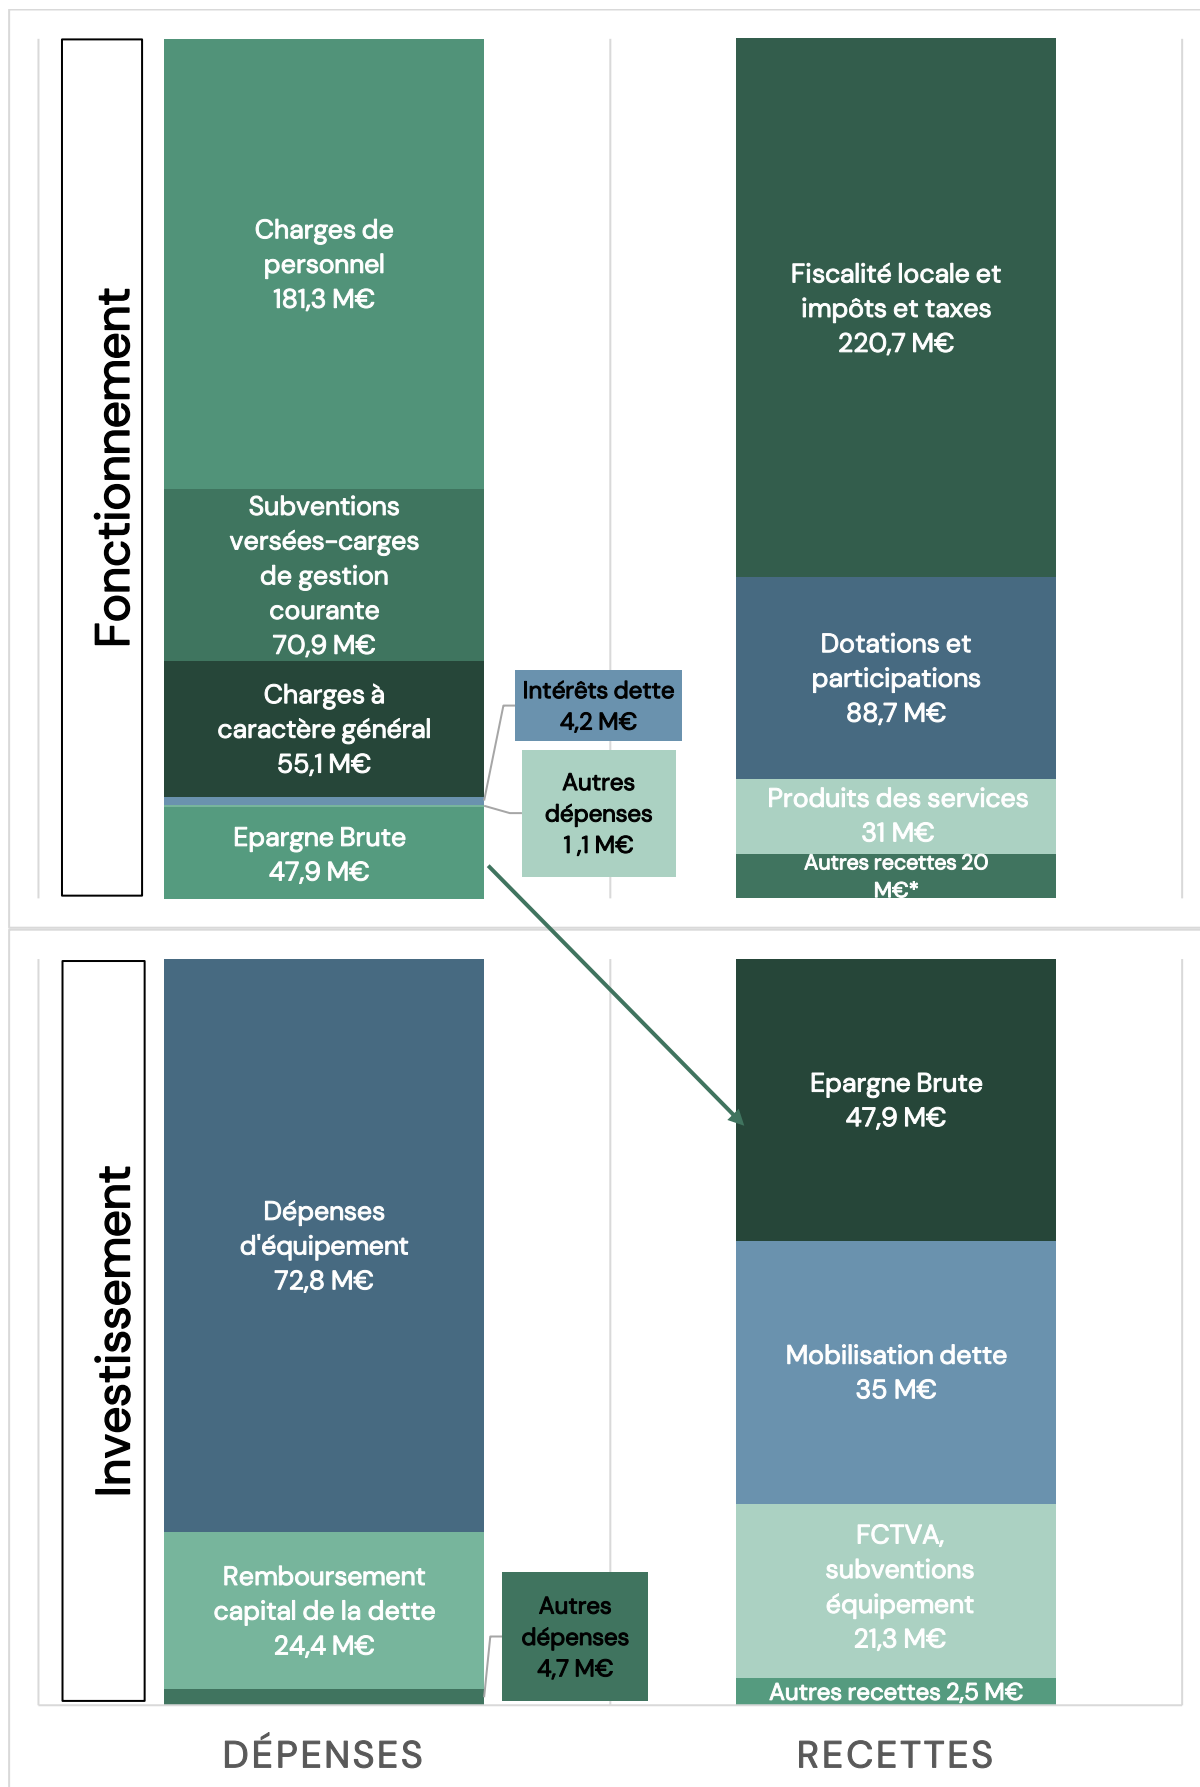 Fonctionnement
Charges de
personnel
181,3 M€
Subventions
versées-carges
de gestion
courante
70,9 M€
Charges à
caractère général
55,1 M€
Intérêts dette
4,2 M€
Autres
dépenses
1 ,1 M€
Epargne Brute
47,9 M€
Fiscalité locale et
impôts et taxes
220,7 M€
Dotations et
participations
88,7 M€
Produits des services
31 M€
Autres recettes 20
M€*
Investissement
Dépenses
d'équipement
72,8 M€
Remboursement
capital de la dette
24,4 M€
Autres
dépenses
4,7 M€
Epargne Brute
47,9 M€
Mobilisation dette
35 M€
FCTVA,
subventions
équipement
21,3 M€
Autres recettes 2,5 M€
DÉPENSES
RECETTES